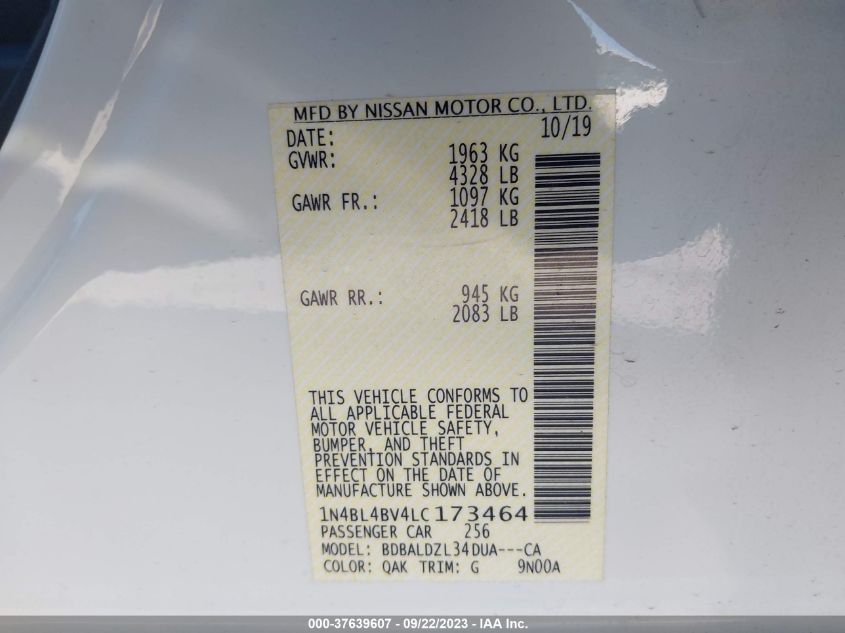 MFD BY NISSAN MOTOR CO., LTD.
DATE: 10/19
GVWR: 1963 KG
4328 LB
GAWR FR.: 1097 KG
2418 LB
GAWR RR.: 945 KG
2083 LB
THIS VEHICLE CONFORMS TO
ALL APPLICABLE FEDERAL
MOTOR VEHICLE SAFETY,
BUMPER, AND THEFT
PREVENTION STANDARDS IN
EFFECT ON THE DATE OF
MANUFACTURE SHOWN ABOVE.
1N4BL4BV4LC173464
PASSENGER CAR 256
MODEL: BDBALDZL34DUA---CA
COLOR: QAK TRIM: G 9N00A
000-37639607 - 09/22/2023 - IAA Inc.